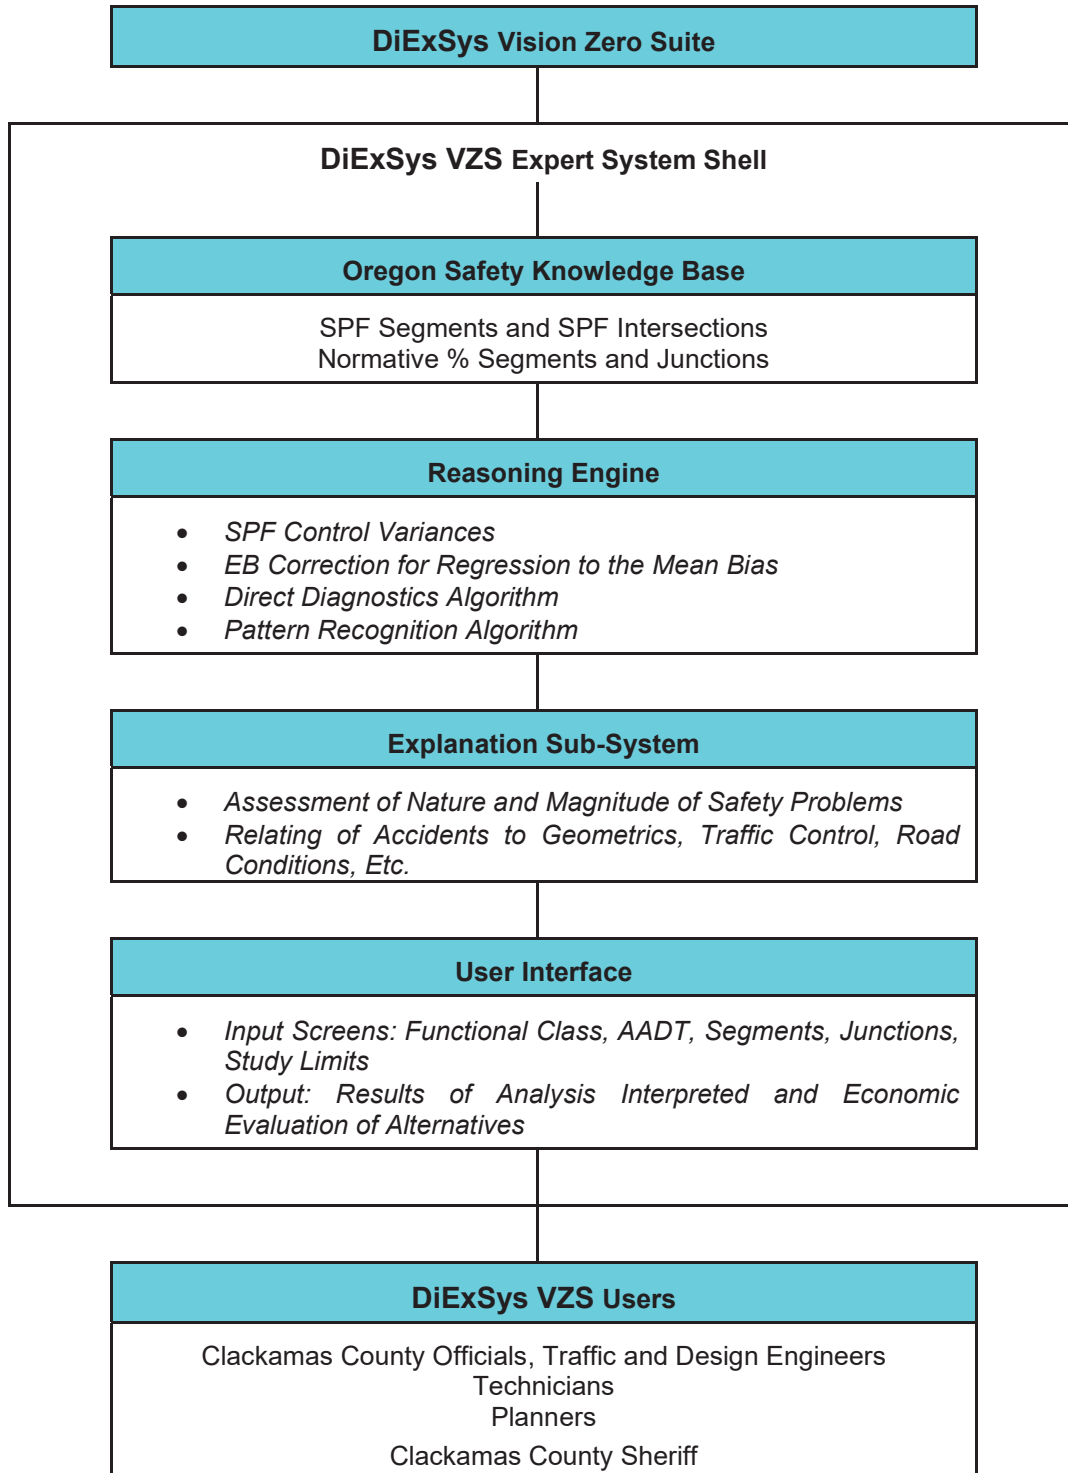 DiExSys Vision Zero Suite
DiExSys VZS Expert System Shell
Oregon Safety Knowledge Base
SPF Segments and SPF Intersections
Normative % Segments and Junctions
Reasoning Engine
• SPF Control Variances
• EB Correction for Regression to the Mean Bias
• Direct Diagnostics Algorithm
• Pattern Recognition Algorithm
Explanation Sub-System
• Assessment of Nature and Magnitude of Safety Problems
• Relating of Accidents to Geometrics, Traffic Control, Road
Conditions, Etc.
User Interface
• Input Screens: Functional Class, AADT, Segments, Junctions,
Study Limits
• Output: Results of Analysis Interpreted and Economic
Evaluation of Alternatives
DiExSys VZS Users
Clackamas County Officials, Traffic and Design Engineers
Technicians
Planners
Clackamas County Sheriff